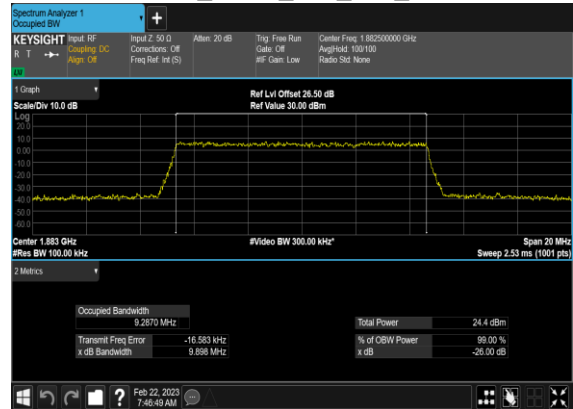 Spectrum Analyzer 1
Occupied BW
+
KEYSIGHT Input: RF Input Z: 50 Ω Atten: 20 dB Trig: Free Run Center Freq: 1.882500000 GHz
R T Coupling: DC Corrections: Off Gate: Off Avg|Hold: 100/100
Align: Off Freq Ref: Int (S) #IF Gain: Low Radio Std: None
1 Graph
Ref Lvl Offset 26.50 dB
Scale/Div 10.0 dB Ref Value 30.00 dBm
Log
20.0
10.0
0.00
-10.0
-20.0
-30.0
-40.0
-50.0
-60.0
Center 1.883 GHz #Video BW 300.00 kHz* Span 20 MHz
#Res BW 100.00 kHz Sweep 2.53 ms (1001 pts)
2 Metrics
Occupied Bandwidth
9.2870 MHz Total Power 24.4 dBm
Transmit Freq Error -16.583 kHz % of OBW Power 99.00 %
x dB Bandwidth 9.898 MHz x dB -26.00 dB
? Feb 22, 2023
7:46:49 AM